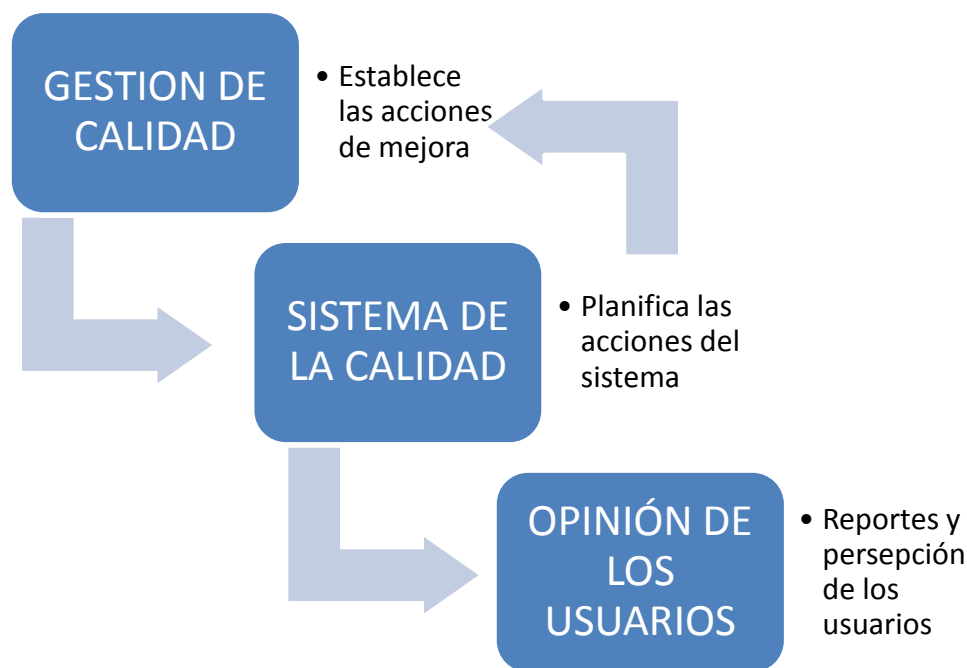 GESTION DE
CALIDAD
• Establece
las acciones
de mejora
SISTEMA DE
LA CALIDAD
• Planifica las
acciones del
sistema
OPINIÓN DE
LOS
USUARIOS
• Reportes y
persepción
de los
usuarios